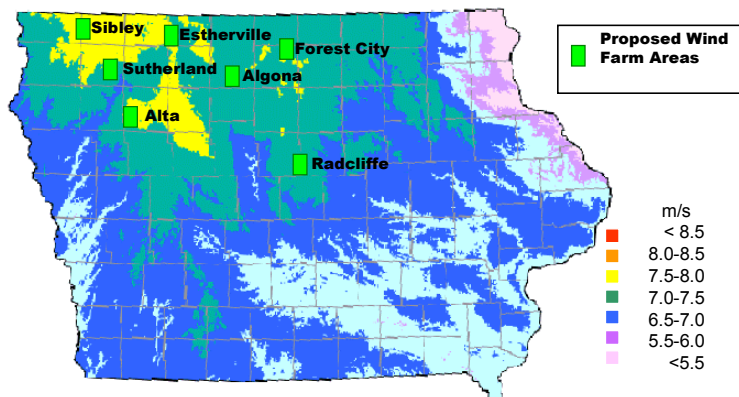 Sibley
Estherville
Forest City
Sutherland
Algona
Alta
Radcliffe
Proposed Wind
Farm Areas
m/s
< 8.5
8.0-8.5
7.5-8.0
7.0-7.5
6.5-7.0
5.5-6.0
<5.5